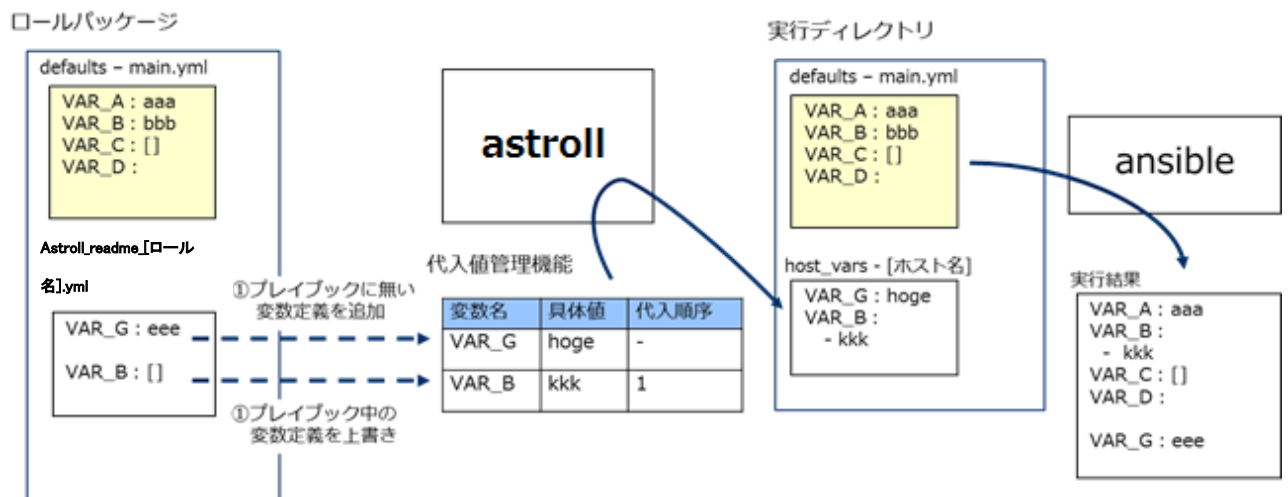 ロールパッケージ
defaults – main.yml
VAR_A : aaa
VAR_B : bbb
VAR_C : []
VAR_D :
Astroll_readme_[ロール
名].yml
VAR_G : eee
VAR_B : []
①プレイブックに無い
変数定義を追加
①プレイブック中の
変数定義を上書き
astroll
代入値管理機能
変数名 具体値 代入順序
VAR_G hoge -
VAR_B kkk 1
実行ディレクトリ
defaults – main.yml
VAR_A : aaa
VAR_B : bbb
VAR_C : []
VAR_D :
host_vars - [ホスト名]
VAR_G : hoge
VAR_B :
- kkk
ansible
実行結果
VAR_A : aaa
VAR_B :
- kkk
VAR_C : []
VAR_D :
VAR_G : eee